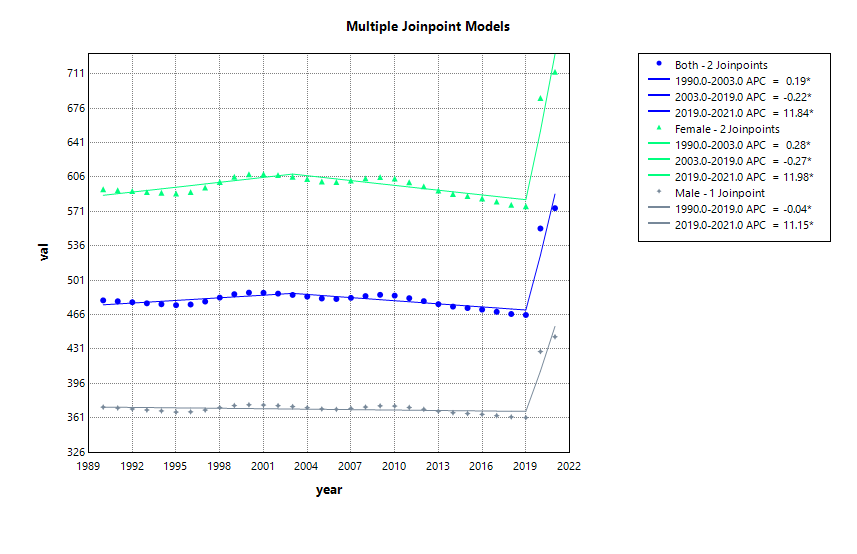 Multiple Joinpoint Models
val
711
676
641
606
571
536
501
466
431
396
361
326
1989 1992 1995 1998 2001 2004 2007 2010 2013 2016 2019 2022
year
Both - 2 Joinpoints
1990.0-2003.0 APC = 0.19*
2003.0-2019.0 APC = -0.22*
2019.0-2021.0 APC = 11.84*
Female - 2 Joinpoints
1990.0-2003.0 APC = 0.28*
2003.0-2019.0 APC = -0.27*
2019.0-2021.0 APC = 11.98*
Male - 1 Joinpoint
1990.0-2019.0 APC = -0.04*
2019.0-2021.0 APC = 11.15*